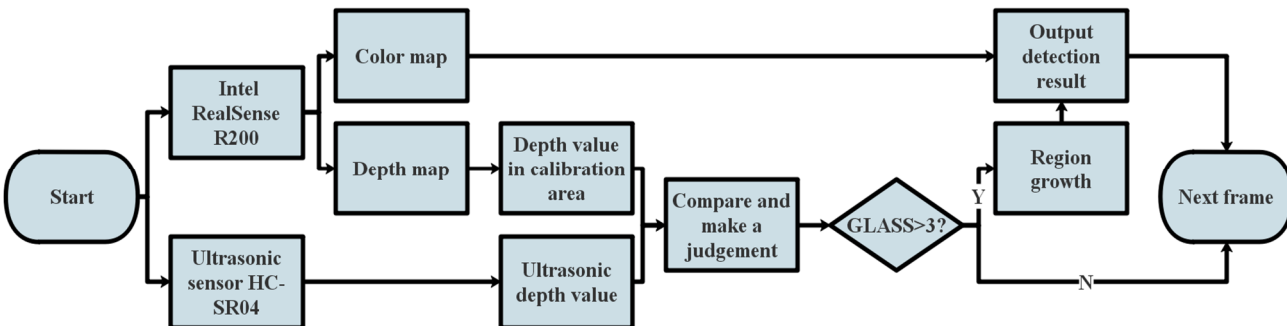 Start
Intel
RealSense
R200
Ultrasonic
sensor HC-
SR04
Color map
Depth map
Depth value
in calibration
area
Ultrasonic
depth value
Compare and
make a
judgement
GLASS>3?
Y
N
Region
growth
Output
detection
result
Next frame